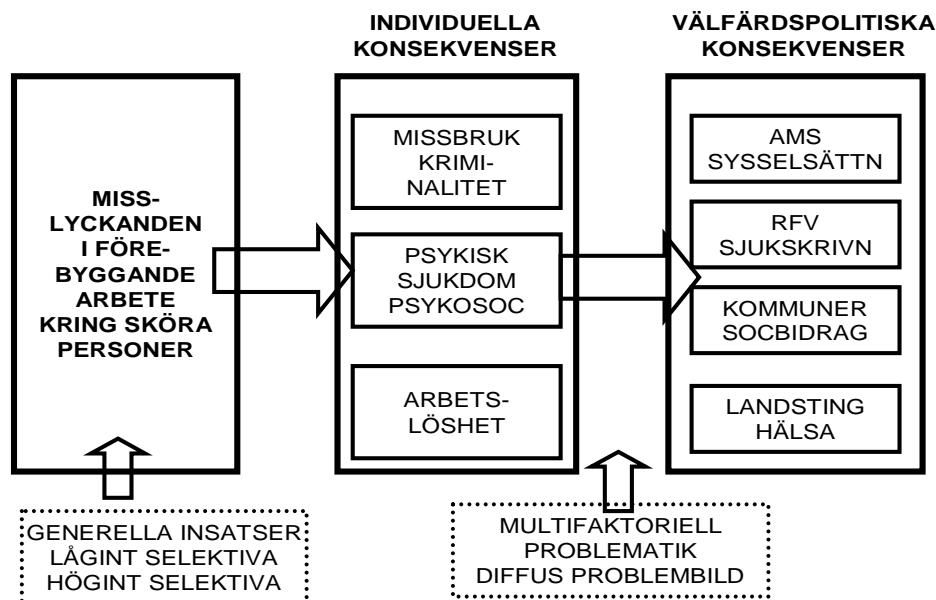 INDIVIDUELLA
KONSEKVENSER
VÄLFÄRDSPOLITISKA
KONSEKVENSER
MISS-
LYCKANDEN
I FÖRE-
BYGGANDE
ARBETE
KRING SKÖRA
PERSONER
MISSBRUK
KRIMI-
NALITET
PSYKISK
SJUKDOM
PSYKOSOC
ARBETS-
LÖSHET
AMS
SYSSELSÄTTN
RFV
SJUKSKRIVN
KOMMUNER
SOCBIDRAG
LANDSTING
HÄLSA
GENERELLA INSATSER
LÅGINT SELEKTIVA
HÖGINT SELEKTIVA
MULTIFAKTORIELL
PROBLEMATIK
DIFFUS PROBLEMBILD